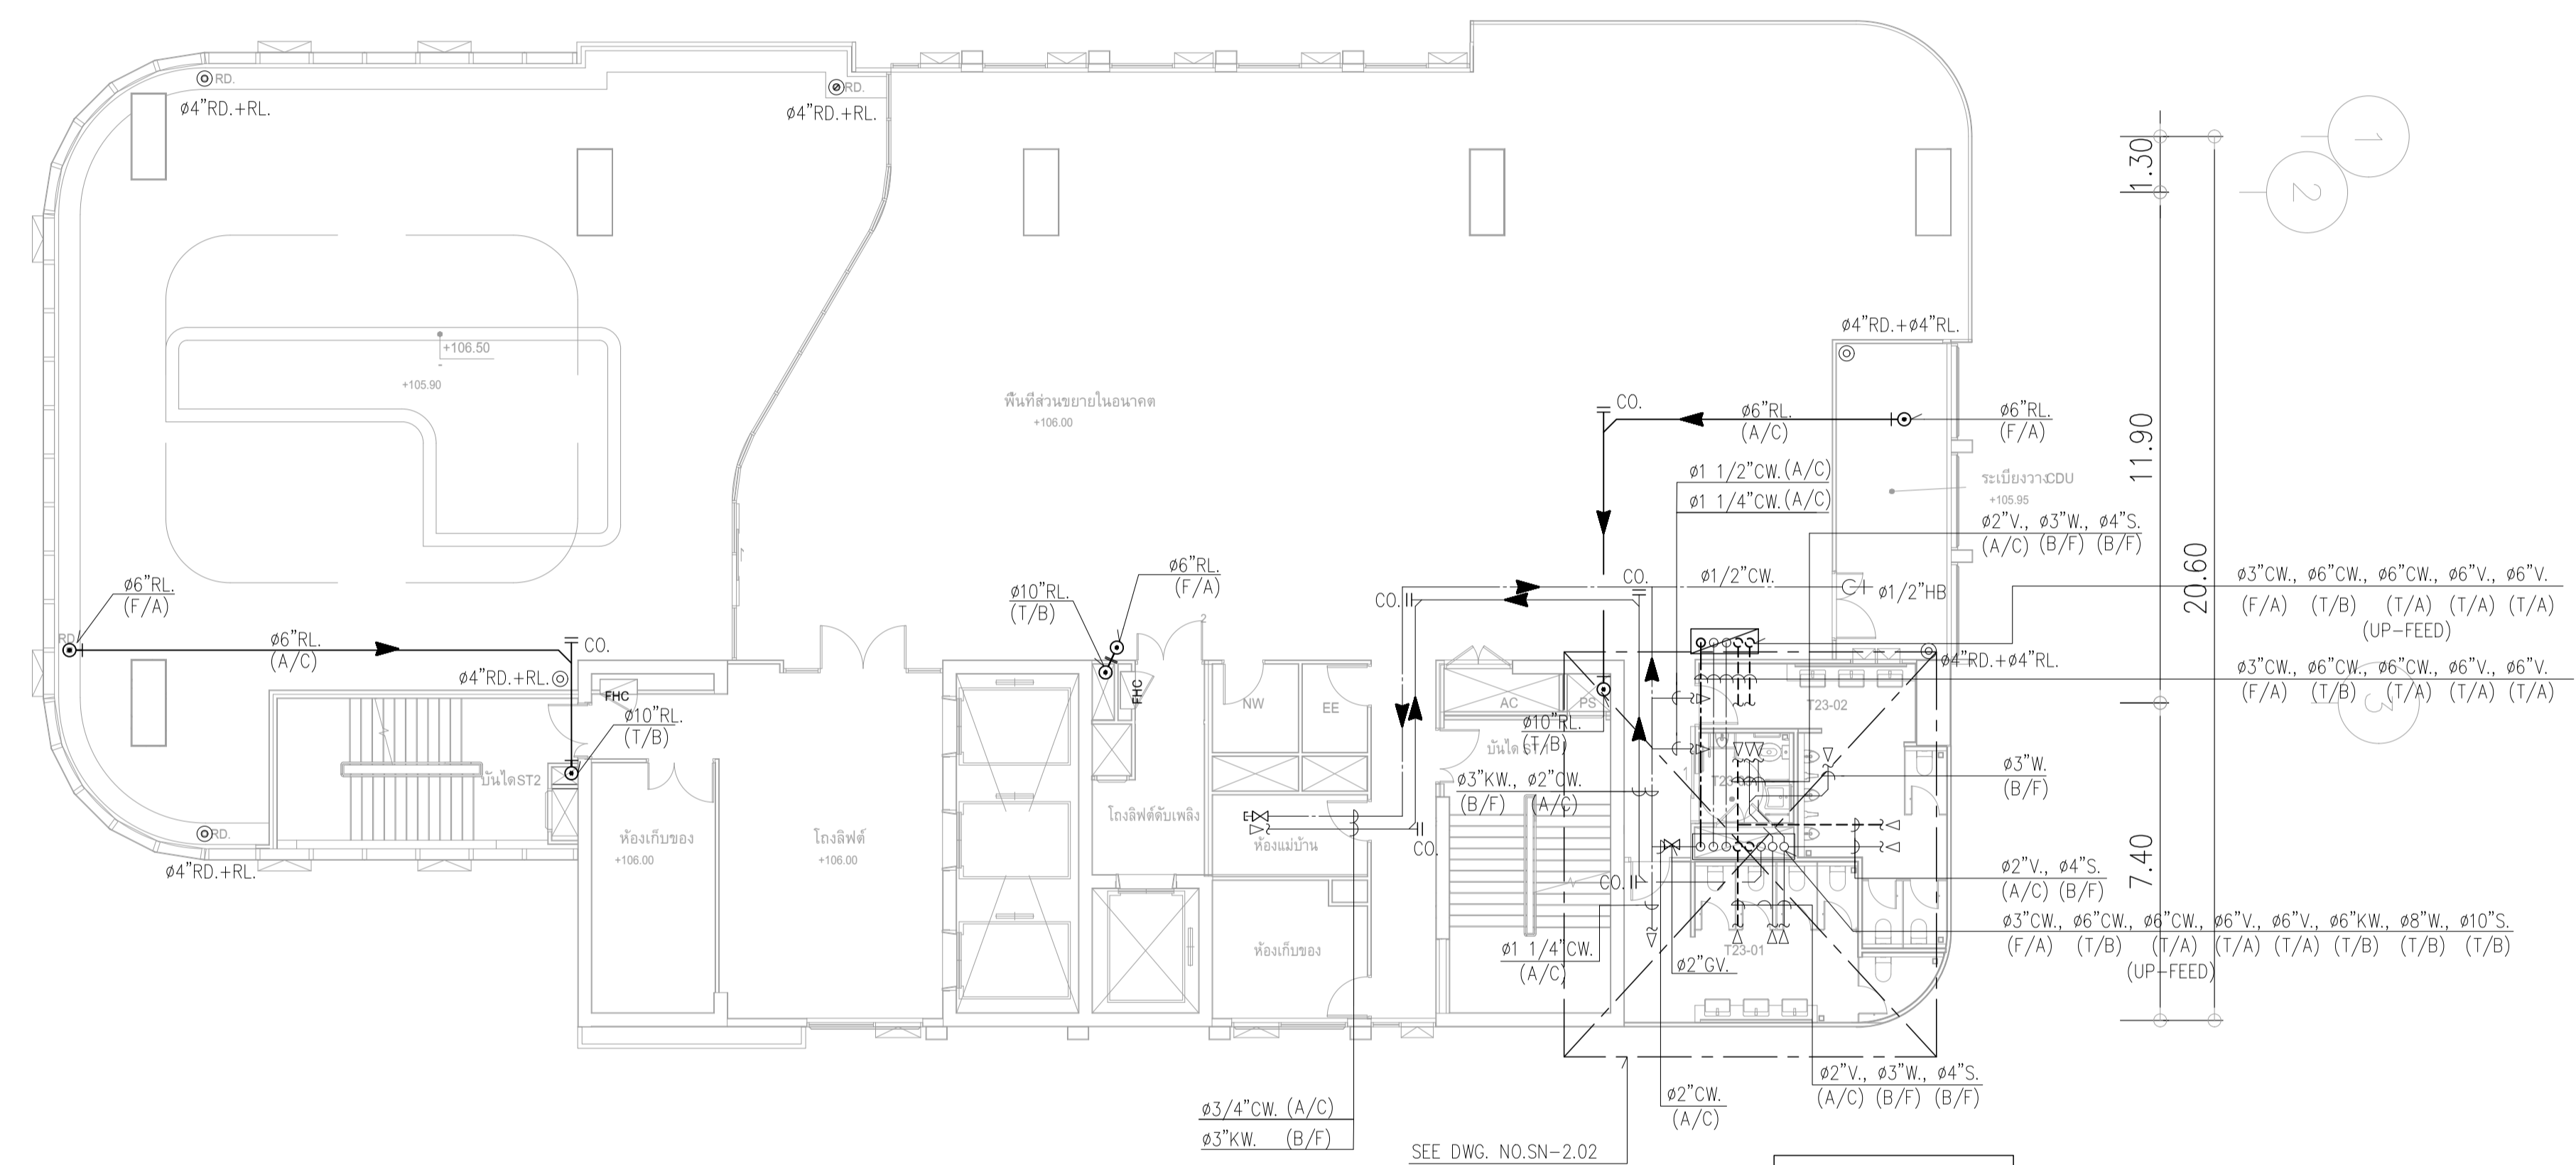 RD.
ø4"RD.+RL.
RD.
ø4"RD.+RL.
1
2
1.30
+106.50
+105.90
พื้นที่ส่วนขยายในอนาคต
+106.00
ø4"RD.+ø4"RL.
CO.
ø6"RL.
(A/C)
ø6"RL.
(F/A)
11.90
ø1 1/2"CW.(A/C)
ø1 1/4"CW.(A/C)
ระเบียงวางCDU
+105.95
ø2"V., ø3"W., ø4"S.
(A/C) (B/F) (B/F)
20.60
ø6"RL.
(F/A)
ø10"RL.
(T/B)
ø6"RL.
(F/A)
CO.
CO.
ø1/2"CW.
ø1/2"HB
ø3"CW., ø6"CW., ø6"CW., ø6"V., ø6"V.
(F/A) (T/B) (T/A) (T/A) (T/A)
(UP-FEED)
2
RD.
ø6"RL.
(A/C)
CO.
ø4"RD.+RL.
ø4"RD.+ø4"RL.
ø3"CW., ø6"CW., ø6"CW., ø6"V., ø6"V.
(F/A) (T/B) (T/A) (T/A) (T/A)
FHC
FHC
NW
EE
AC
PS
T23-02
3
ø10"RL.
(T/B)
ø10"RL.
(T/B)
บันไดST2
ø3"KW., ø2"CW.
(B/F) (A/C)
1
ø3"W.
(B/F)
RD.
ø4"RD.+RL.
ห้องเก็บของ
+106.00
โถงลิฟต์
+106.00
โถงลิฟต์ดับเพลิง
ห้องแม่บ้าน
CO.
CO.
7.40
ø2"V., ø4"S.
(A/C) (B/F)
ø3"CW., ø6"CW., ø6"CW., ø6"V., ø6"V., ø6"KW., ø8"W., ø10"S.
(F/A) (T/B) (T/A) (T/A) (T/A) (T/B) (T/B) (T/B)
(UP-FEED)
ห้องเก็บของ
ø1 1/4"CW.
(A/C)
ø2"GV.
T23-01
ø2"V., ø3"W., ø4"S.
(A/C) (B/F) (B/F)
ø2"CW.
(A/C)
ø3/4"CW. (A/C)
ø3"KW. (B/F)
SEE DWG. NO.SN-2.02